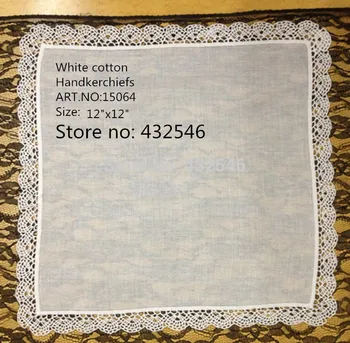 White cotton
Handkerchiefs
ART.NO:15064
Size: 12"x12"
Store no: 432546